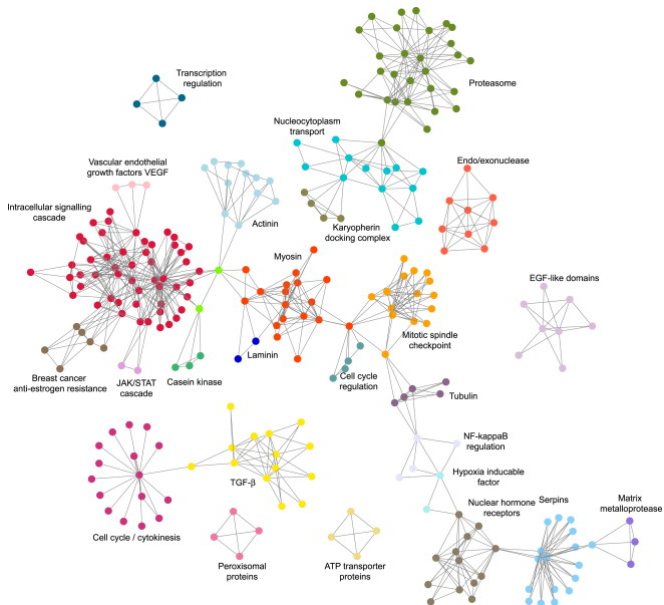 Transcription
regulation
Proteasome
Nucleocytoplasm
transport
Vascular endothelial
growth factors VEGF
Endo/exonuclease
Intracellular signalling
cascade
Actinin
Karyopherin
docking complex
Myosin
EGF-like domains
Mitotic spindle
checkpoint
Laminin
Breast cancer
anti-estrogen resistance
JAK/STAT
cascade
Casein kinase
Cell cycle
regulation
Tubulin
NF-kappaB
regulation
Hypoxia inducable
factor
TGF-β
Nuclear hormone
receptors
Serpins
Matrix
metalloprotease
Cell cycle / cytokinesis
Peroxisomal
proteins
ATP transporter
proteins